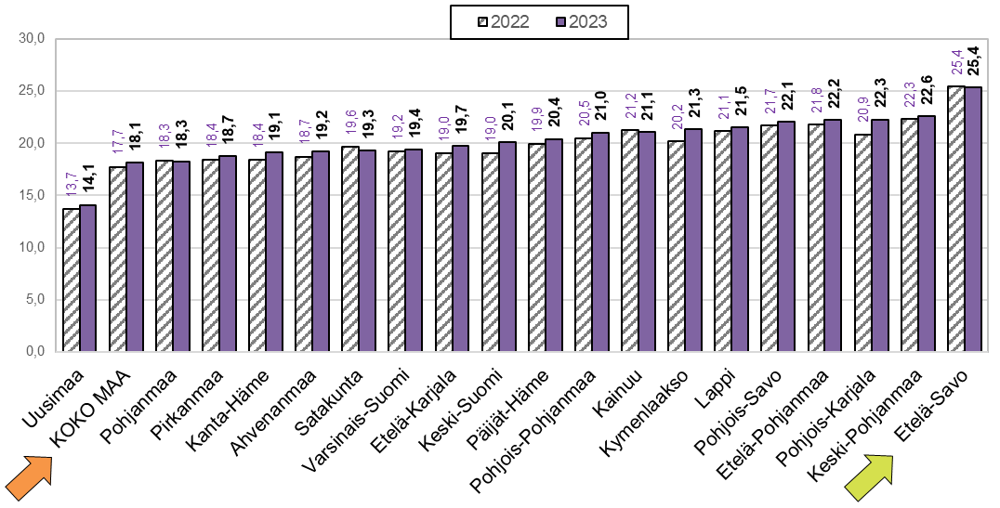 2022 2023
30,0
25,0
20,0
15,0
10,0
5,0
0,0
13,7 14,1
17,7 18,1
18,3 18,3
18,4 18,7
18,4 19,1
18,7 19,2
19,6 19,3
19,2 19,4
19,0 19,7
19,0 20,1
19,9 20,4
20,5 21,0
21,2 21,1
20,2 21,3
21,1 21,5
21,7 22,1
21,8 22,2
20,9 22,3
22,3 22,6
25,4 25,4
Uusimaa
KOKO MAA
Pohjanmaa
Pirkanmaa
Kanta-Häme
Ahvenanmaa
Satakunta
Varsinais-Suomi
Etelä-Karjala
Keski-Suomi
Päijät-Häme
Pohjois-Pohjanmaa
Kainuu
Kymenlaakso
Lappi
Pohjois-Savo
Etelä-Pohjanmaa
Pohjois-Karjala
Keski-Pohjanmaa
Etelä-Savo